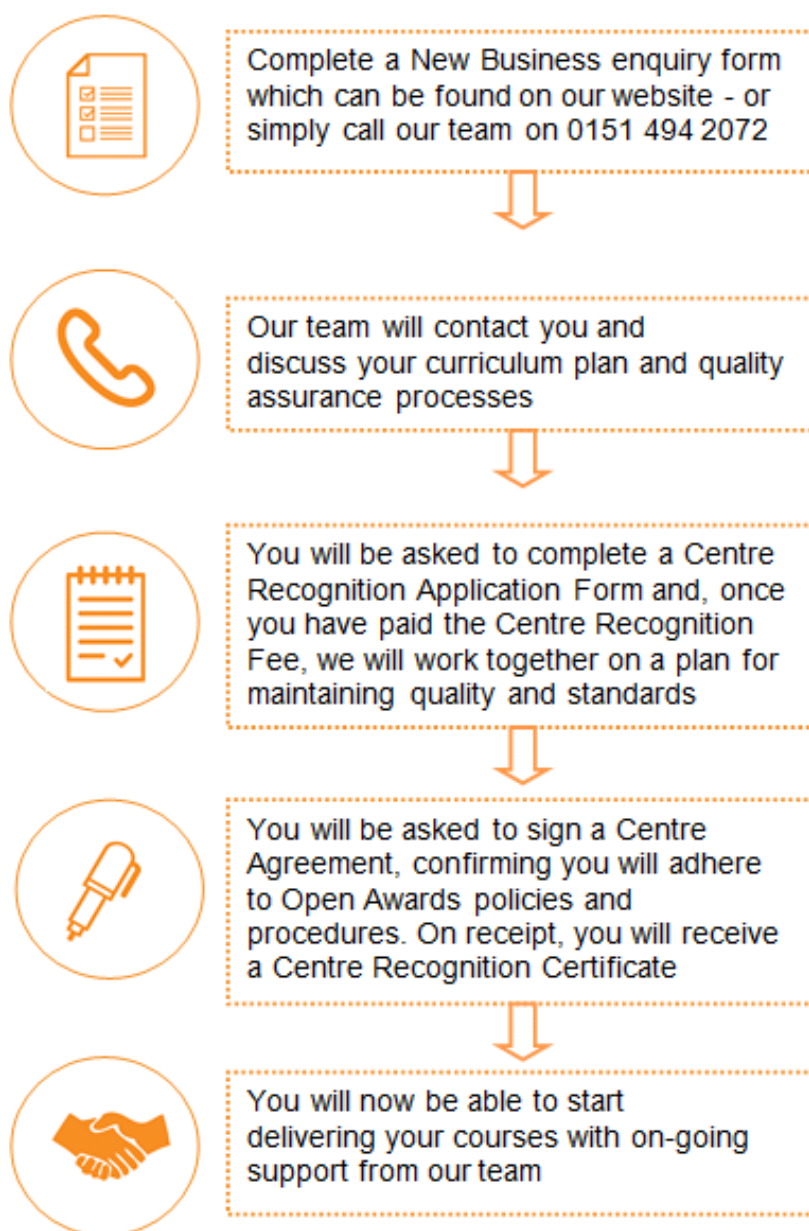 Complete a New Business enquiry form
which can be found on our website - or
simply call our team on 0151 494 2072
Our team will contact you and
discuss your curriculum plan and quality
assurance processes
You will be asked to complete a Centre
Recognition Application Form and, once
you have paid the Centre Recognition
Fee, we will work together on a plan for
maintaining quality and standards
You will be asked to sign a Centre
Agreement, confirming you will adhere
to Open Awards policies and
procedures. On receipt, you will receive
a Centre Recognition Certificate
You will now be able to start
delivering your courses with on-going
support from our team